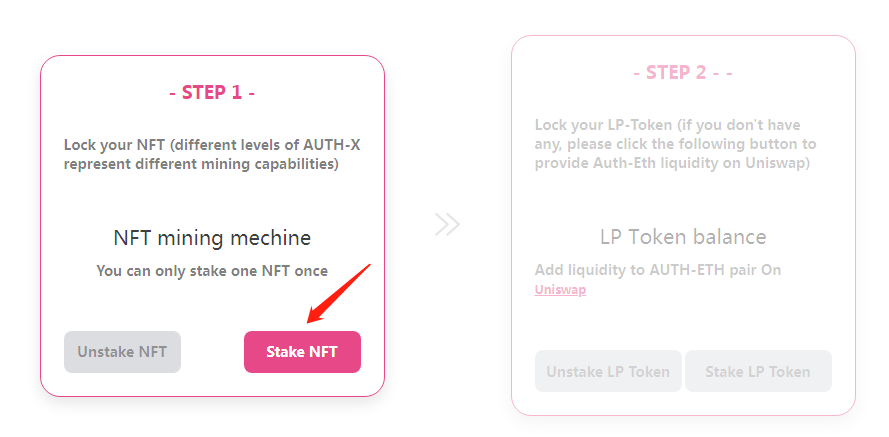 - STEP 1 -
Lock your NFT (different levels of AUTH-X
represent different mining capabilities)
NFT mining mechine
You can only stake one NFT once
Unstake NFT
Stake NFT
- STEP 2 - -
Lock your LP-Token (if you don't have
any, please click the following button to
provide Auth-Eth liquidity on Uniswap)
LP Token balance
Add liquidity to AUTH-ETH pair On
Uniswap
Unstake LP Token
Stake LP Token